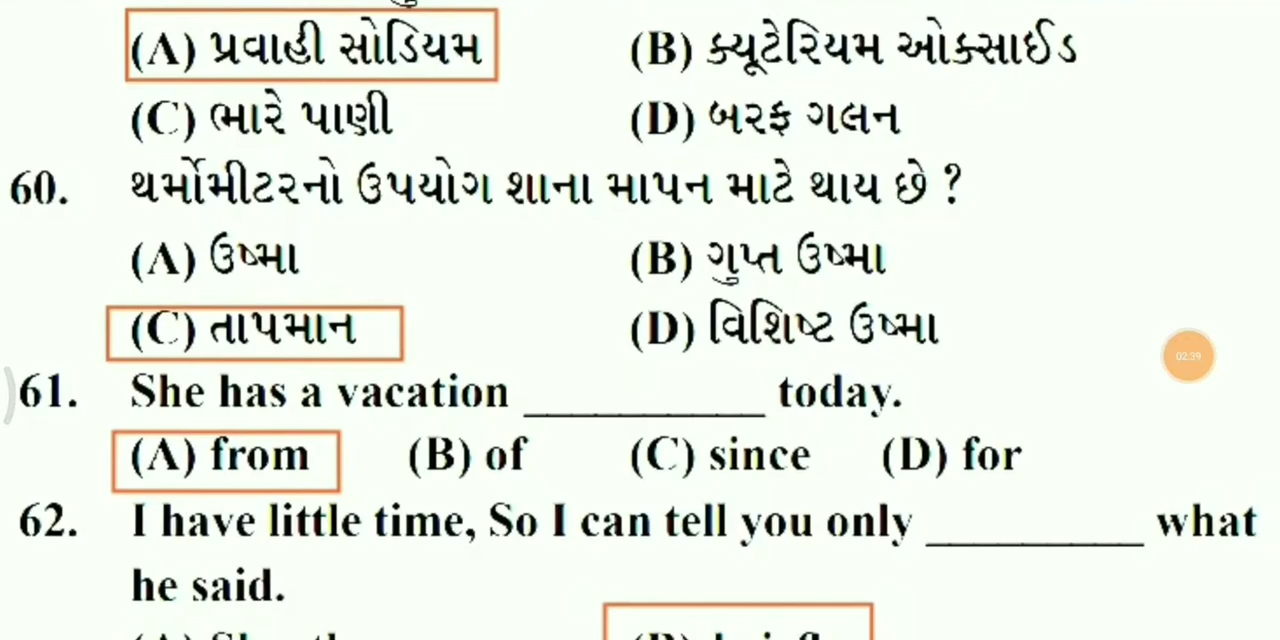 (A) પ્રવાહી સોડિયમ (B) ક્યૂટેરિયમ ઓક્સાઈડ
(C) ભારે પાણી (D) બરફ ગલન
60. થર્મોમીટરનો ઉપયોગ શાના માપન માટે થાય છે ?
(A) ઉષ્મા (B) ગુપ્ત ઉષ્મા
(C) તાપમાન (D) વિશિષ્ટ ઉષ્મા
02:39
61. She has a vacation __________ today.
(A) from (B) of (C) since (D) for
62. I have little time, So I can tell you only __________ what
he said.